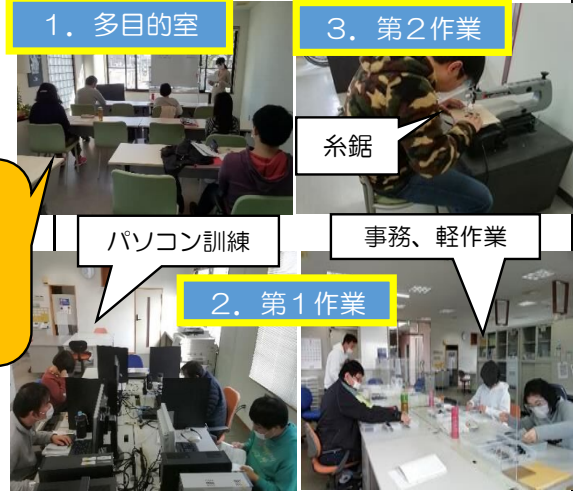 1．多目的室
3．第2作業
糸鋸
パソコン訓練
事務、軽作業
2．第1作業